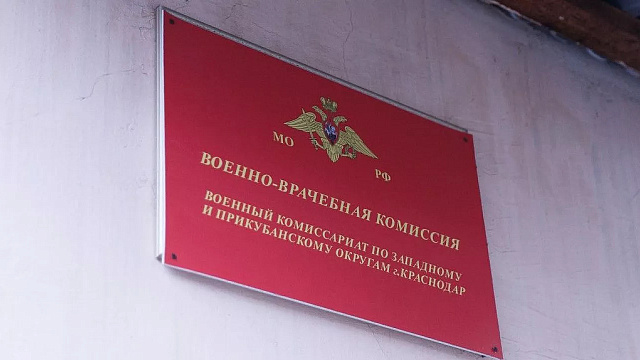 МО РФ
ВОЕННО-ВРАЧЕБНАЯ КОМИССИЯ
ВОЕННЫЙ КОМИССАРИАТ ПО ЗАПАДНОМУ
И ПРИКУБАНСКОМУ ОКРУГАМ г.КРАСНОДАР